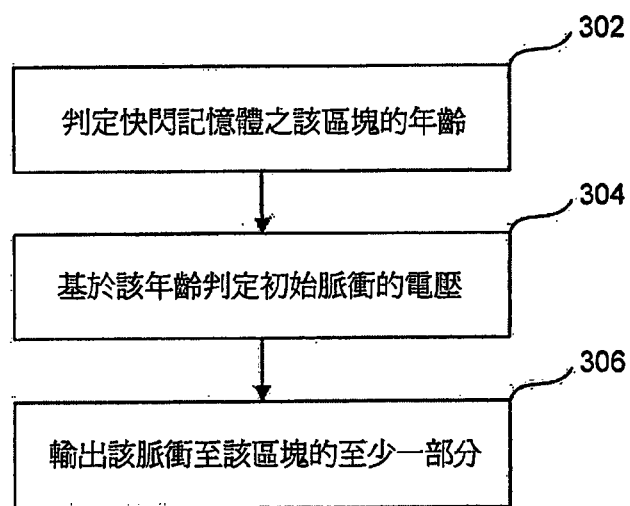 302
判定快閃記憶體之該區塊的年齡
304
基於該年齡判定初始脈衝的電壓
306
輸出該脈衝至該區塊的至少一部分